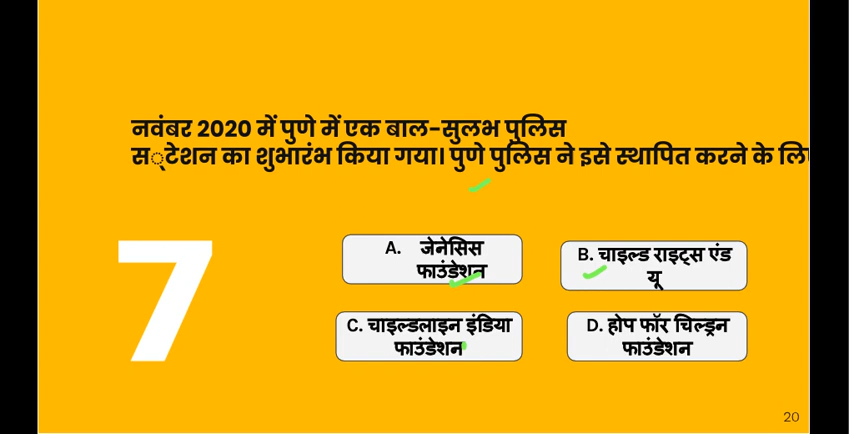 नवंबर 2020 में पुणे में एक बाल-सुलभ पुलिस
स्टेशन का शुभारंभ किया गया। पुणे पुलिस ने इसे स्थापित करने के
7
A. जेनेसिस
फाउंडेशन
B. चाइल्ड राइट्स एंड
यू
C. चाइल्डलाइन इंडिया
फाउंडेशन
D. होप फॉर चिल्ड्रन
फाउंडेशन
20